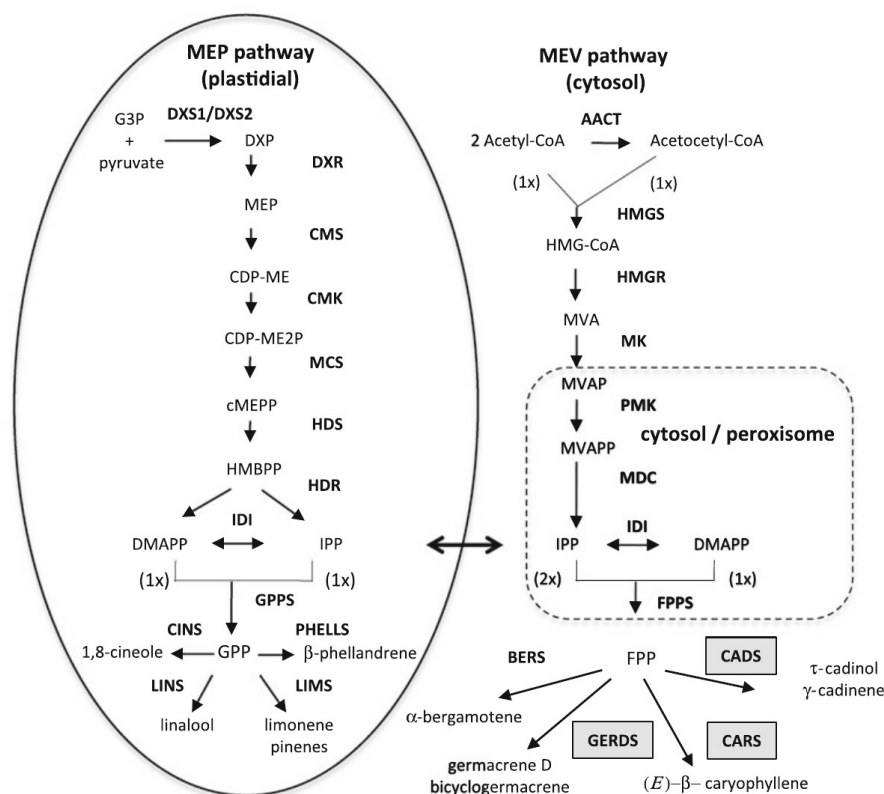 MEP pathway
(plastidial)
G3P
+
pyruvate
DXS1/DXS2
DXP
DXR
MEP
CMS
CDP-ME
CMK
CDP-ME2P
MCS
cMEPP
HDS
HMBPP
HDR
DMAPP
IDI
IPP
(1x)
(1x)
GPPS
CINS
PHELLS
1,8-cineole
GPP
β-phellandrene
LINS
LIMS
linalool
limonene
pinenes
MEV pathway
(cytosol)
AACT
2 Acetyl-CoA
Acetocetyl-CoA
(1x)
(1x)
HMGS
HMG-CoA
HMGR
MVA
MK
MVAP
PMK
cytosol / peroxisome
MVAPP
MDC
IPP
IDI
DMAPP
(2x)
(1x)
FPPS
BERS
FPP
CADS
τ-cadinol
γ-cadinene
α-bergamotene
GERDS
CARS
germacrene D
bicyclogermacrene
(E)–β– caryophyllene